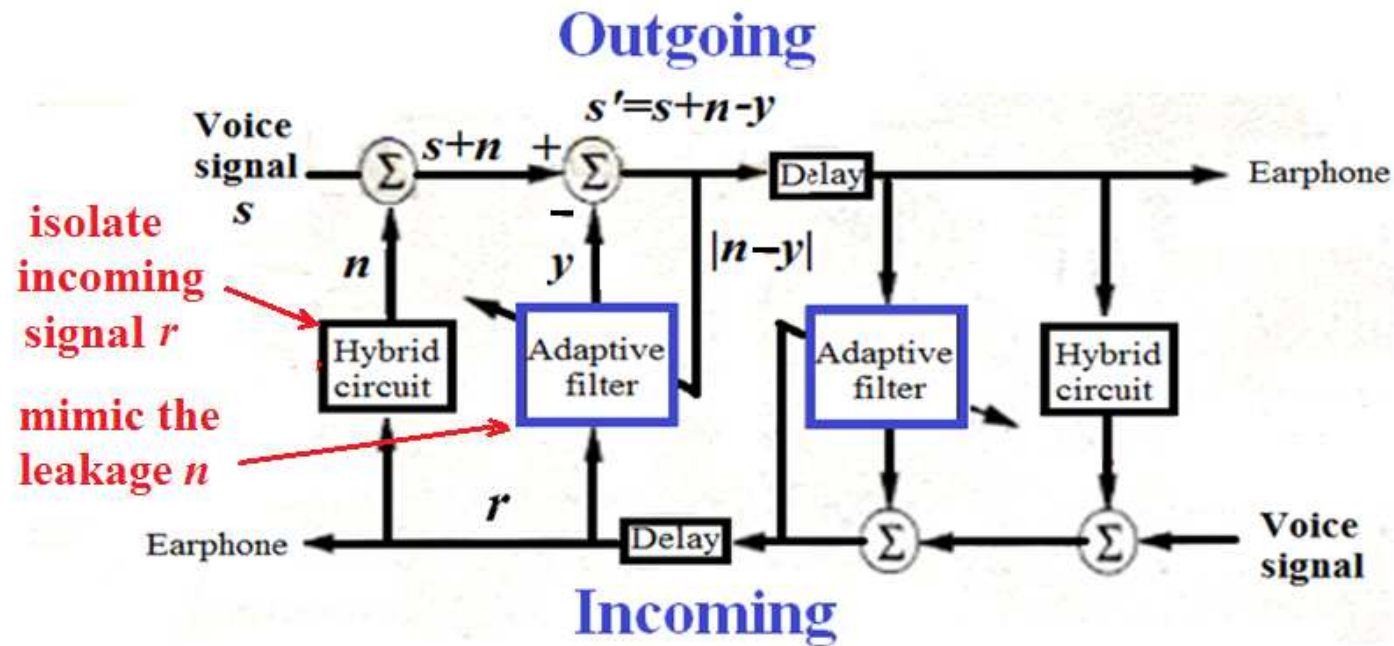 Outgoing
s'=s+n-y
Voice
signal
s
Σ
s+n
+
Σ
−
Delay
Earphone
isolate
incoming
signal r
n
y
|n−y|
Hybrid
circuit
Adaptive
filter
Adaptive
filter
Hybrid
circuit
mimic the
leakage n
r
Earphone
Delay
Σ
Σ
Voice
signal
Incoming